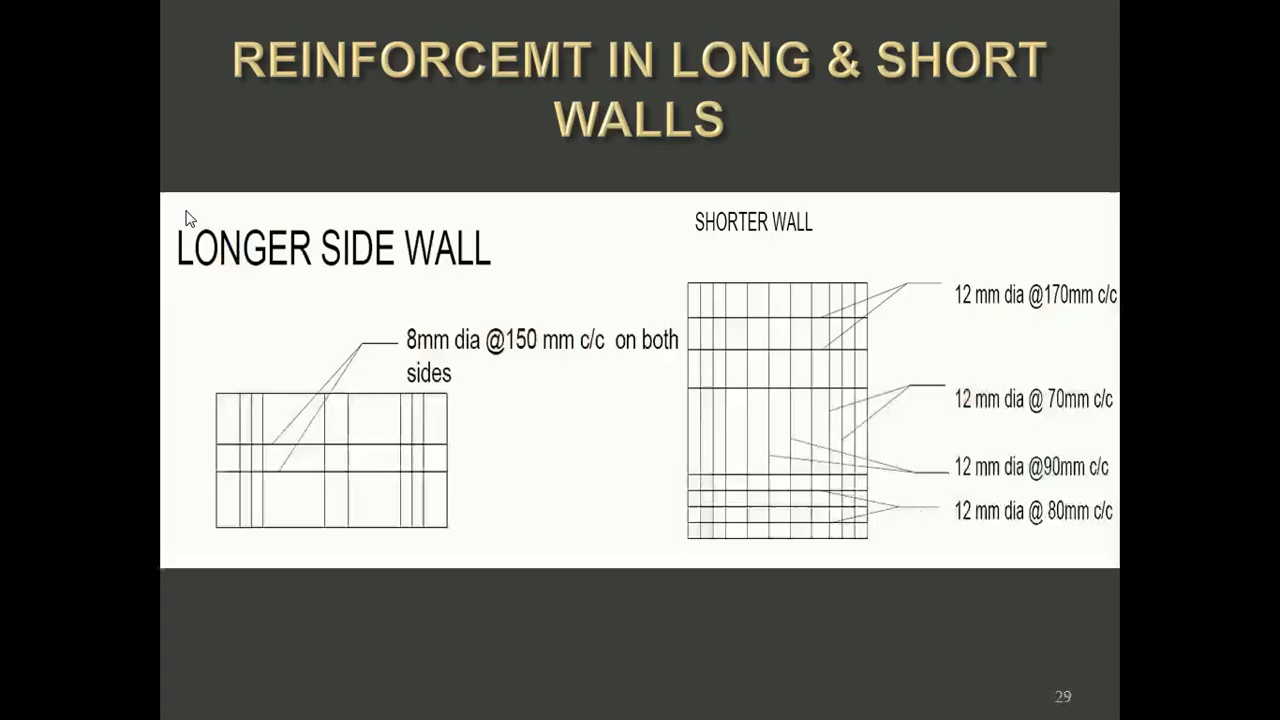 REINFORCEMT IN LONG & SHORT
WALLS
LONGER SIDE WALL
8mm dia @150 mm c/c on both
sides
SHORTER WALL
12 mm dia @170mm c/c
12 mm dia @ 70mm c/c
12 mm dia @90mm c/c
12 mm dia @ 80mm c/c
29